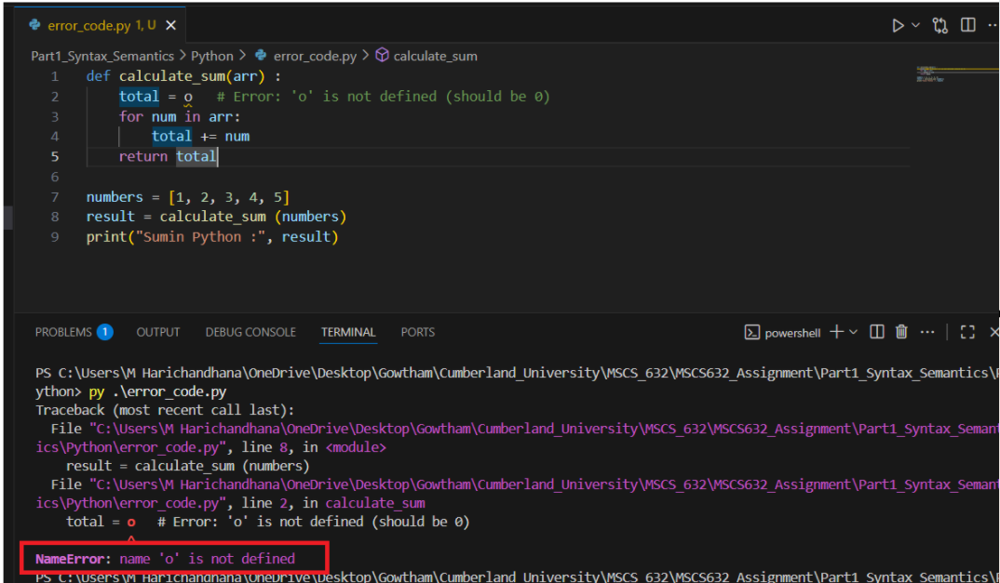 error_code.py 1, U
Part1_Syntax_Semantics > Python > error_code.py > calculate_sum
1 def calculate_sum(arr) :
2     total = o   # Error: 'o' is not defined (should be 0)
3     for num in arr:
4         total += num
5     return total
6
7 numbers = [1, 2, 3, 4, 5]
8 result = calculate_sum (numbers)
9 print("Sumin Python :", result)
PROBLEMS 1 OUTPUT DEBUG CONSOLE TERMINAL PORTS powershell
PS C:\Users\M Harichandhana\OneDrive\Desktop\Gowtham\Cumberland_University\MSCS_632\MSCS632_Assignment\Part1_Syntax_Semantics\P
ython> py .\error_code.py
Traceback (most recent call last):
  File "C:\Users\M Harichandhana\OneDrive\Desktop\Gowtham\Cumberland_University\MSCS_632\MSCS632_Assignment\Part1_Syntax_Semant
ics\Python\error_code.py", line 8, in <module>
    result = calculate_sum (numbers)
  File "C:\Users\M Harichandhana\OneDrive\Desktop\Gowtham\Cumberland_University\MSCS_632\MSCS632_Assignment\Part1_Syntax_Semant
ics\Python\error_code.py", line 2, in calculate_sum
    total = o   # Error: 'o' is not defined (should be 0)
            ^
NameError: name 'o' is not defined
PS C:\Users\M Harichandhana\OneDrive\Desktop\Gowtham\Cumberland_University\MSCS_632\MSCS632_Assignment\Part1_Syntax_Semantics\P